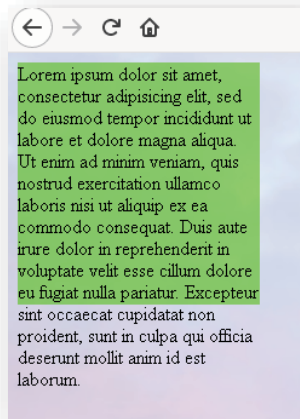 Lorem ipsum dolor sit amet,
consectetur adipisicing elit, sed
do eiusmod tempor incididunt ut
labore et dolore magna aliqua.
Ut enim ad minim veniam, quis
nostrud exercitation ullamco
laboris nisi ut aliquip ex ea
commodo consequat. Duis aute
irure dolor in reprehenderit in
voluptate velit esse cillum dolore
eu fugiat nulla pariatur. Excepteur
sint occaecat cupidatat non
proident, sunt in culpa qui officia
deserunt mollit anim id est
laborum.